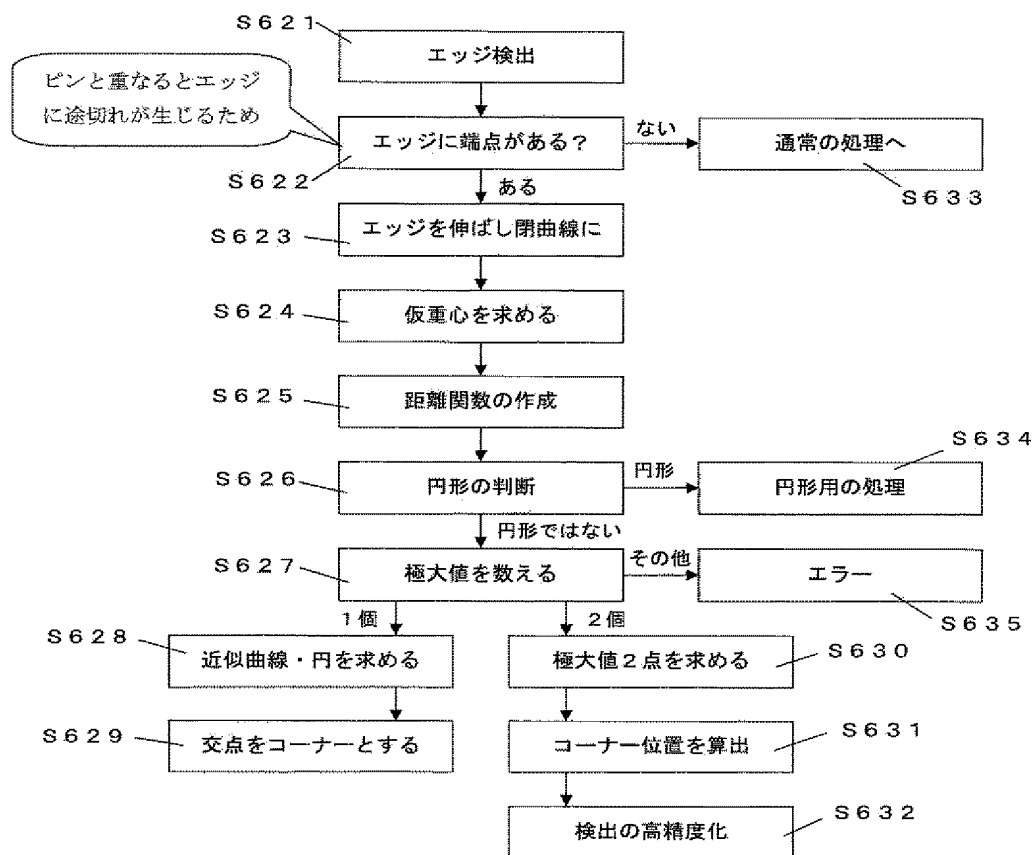 S621
エッジ検出
ピンと重なるとエッジ
に途切れが生じるため
エッジに端点がある?
ない
通常の処理へ
S622
S633
ある
エッジを伸ばし閉曲線に
S623
S624
仮重心を求める
S625
距離関数の作成
S634
S626
円形の判断
円形
円形用の処理
円形ではない
S627
極大値を数える
その他
エラー
S635
1個
2個
S628
近似曲線・円を求める
極大値2点を求める
S630
S629
交点をコーナーとする
コーナー位置を算出
S631
検出の高精度化
S632